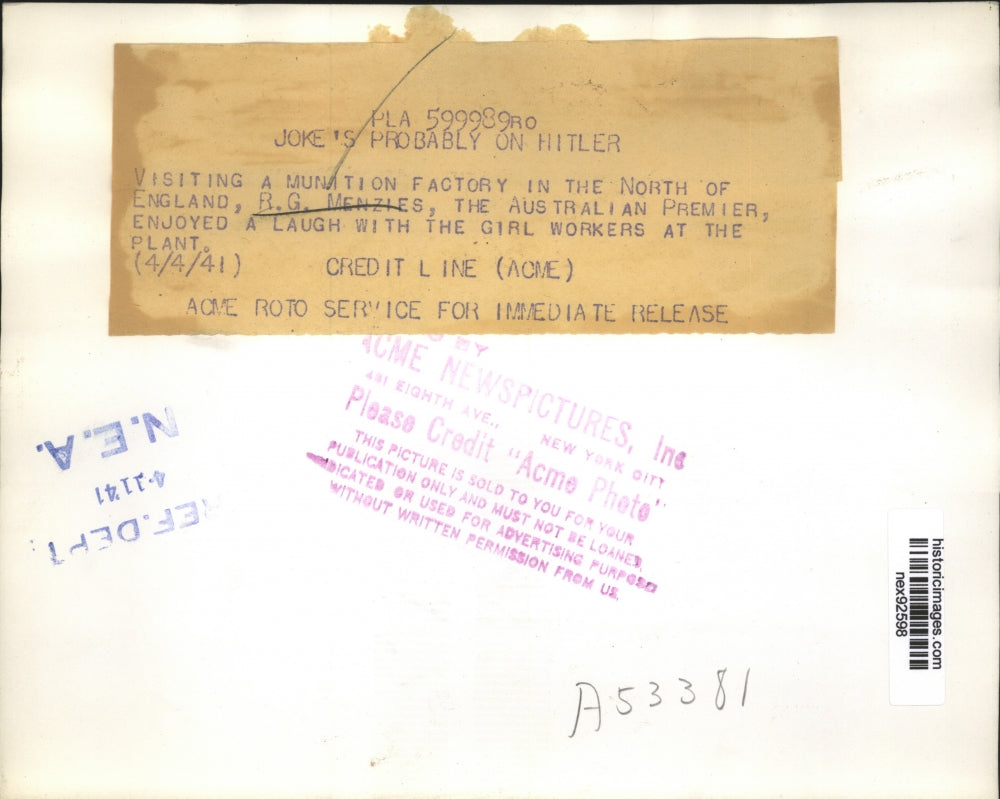 PLA 599989RO
JOKE'S PROBABLY ON HITLER
VISITING A MUNITION FACTORY IN THE NORTH OF
ENGLAND, R.G. MENZIES, THE AUSTRALIAN PREMIER,
ENJOYED A LAUGH WITH THE GIRL WORKERS AT THE
PLANT.
(4/4/41) CREDIT LINE (ACME)
ACME ROTO SERVICE FOR IMMEDIATE RELEASE
BY
ACME NEWSPICTURES, Inc
461 EIGHTH AVE., NEW YORK CITY
Please Credit "Acme Photo"
THIS PICTURE IS SOLD TO YOU FOR YOUR
PUBLICATION ONLY AND MUST NOT BE LOANED,
DICATED OR USED FOR ADVERTISING PURPOSES
WITHOUT WRITTEN PERMISSION FROM US.
REF. DEPT.
N.E.A.
historicimages.com
nex92598
A53381